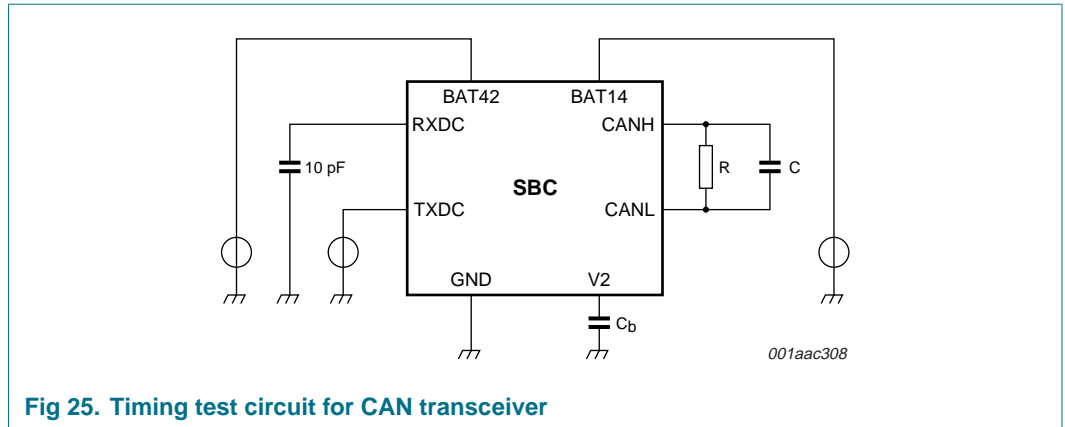 BAT42 BAT14
RXDC CANH
10 pF R C
SBC
TXDC CANL
GND V2
Cb
001aac308
Fig 25. Timing test circuit for CAN transceiver